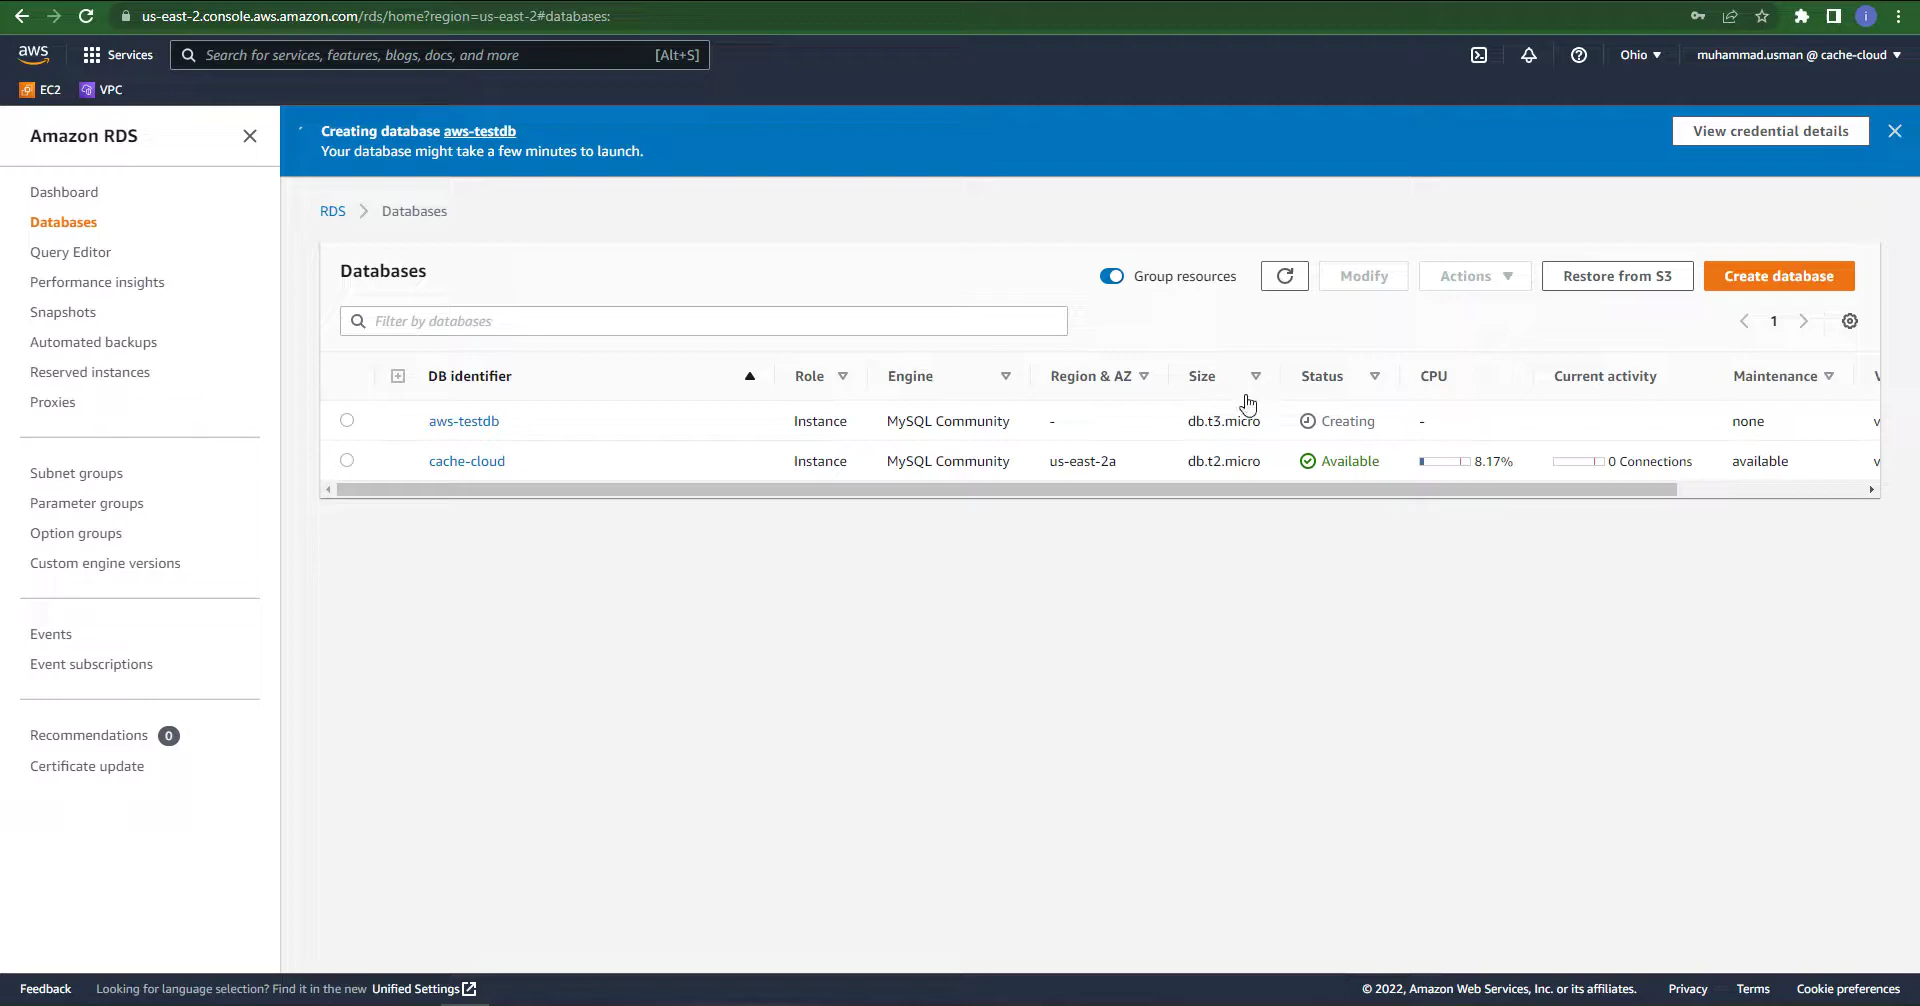 us-east-2.console.aws.amazon.com/rds/home?region=us-east-2#databases:
i
aws Services Search for services, features, blogs, docs, and more [Alt+S] Ohio muhammad.usman @ cache-cloud
EC2 VPC
Amazon RDS
Dashboard
Databases
Query Editor
Performance insights
Snapshots
Automated backups
Reserved instances
Proxies
Subnet groups
Parameter groups
Option groups
Custom engine versions
Events
Event subscriptions
Recommendations 0
Certificate update
Creating database aws-testdb
Your database might take a few minutes to launch.
View credential details
RDS Databases
Databases
Group resources Modify Actions Restore from S3 Create database
Filter by databases
1
DB identifier Role Engine Region & AZ Size Status CPU Current activity Maintenance
aws-testdb Instance MySQL Community - db.t3.micro Creating - none
cache-cloud Instance MySQL Community us-east-2a db.t2.micro Available 8.17% 0 Connections available
Feedback Looking for language selection? Find it in the new Unified Settings © 2022, Amazon Web Services, Inc. or its affiliates. Privacy Terms Cookie preferences